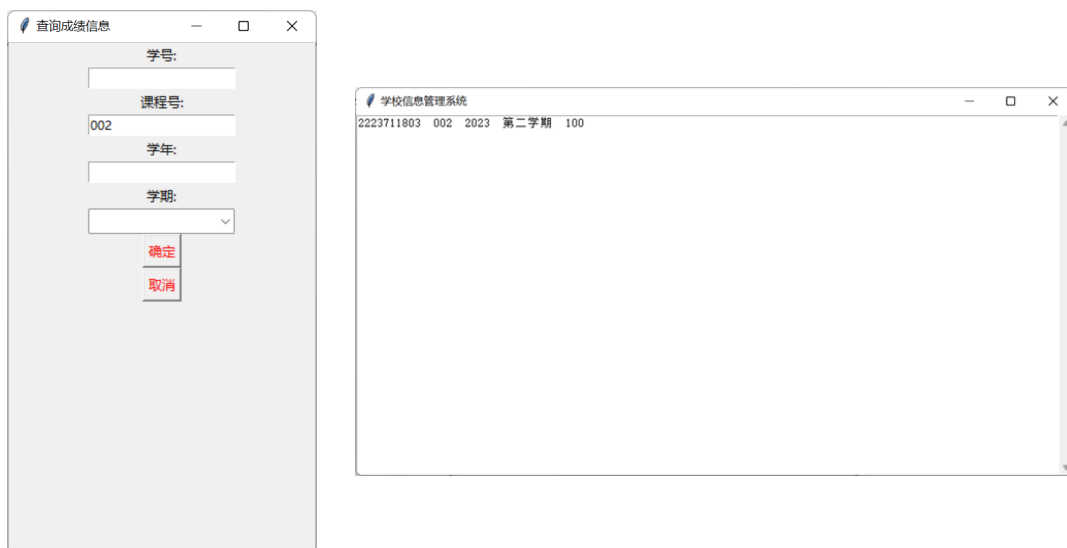 查询成绩信息
学号:
课程号:
002
学年:
学期:
确定
取消
学校信息管理系统
2223711803 002 2023 第二学期 100